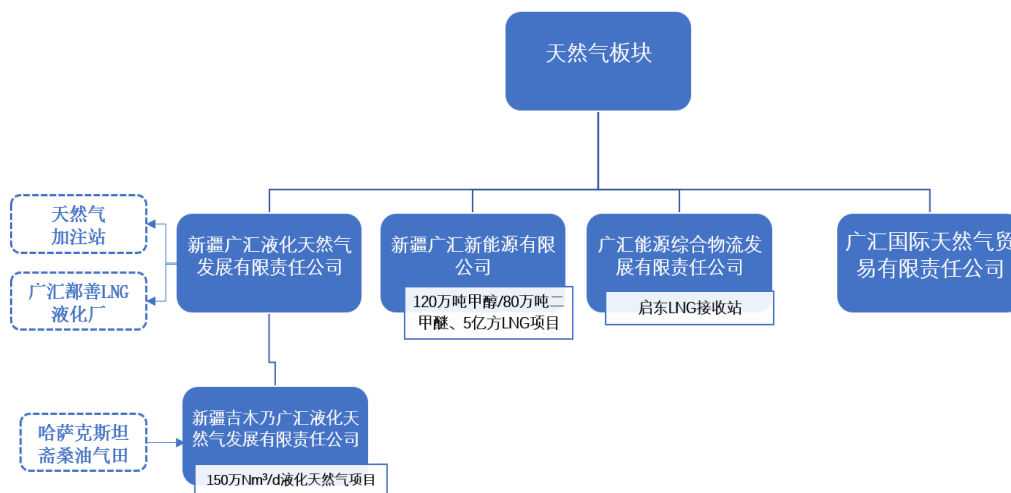 天然气板块
天然气
加注站
广汇鄯善LNG
液化厂
新疆广汇液化天然气
发展有限责任公司
新疆广汇新能源有限
公司
120万吨甲醇/80万吨二
甲醚、5亿方LNG项目
广汇能源综合物流发
展有限责任公司
启东LNG接收站
广汇国际天然气贸
易有限责任公司
哈萨克斯坦
斋桑油气田
新疆吉木乃广汇液化天
然气发展有限责任公司
150万Nm³/d液化天然气项目